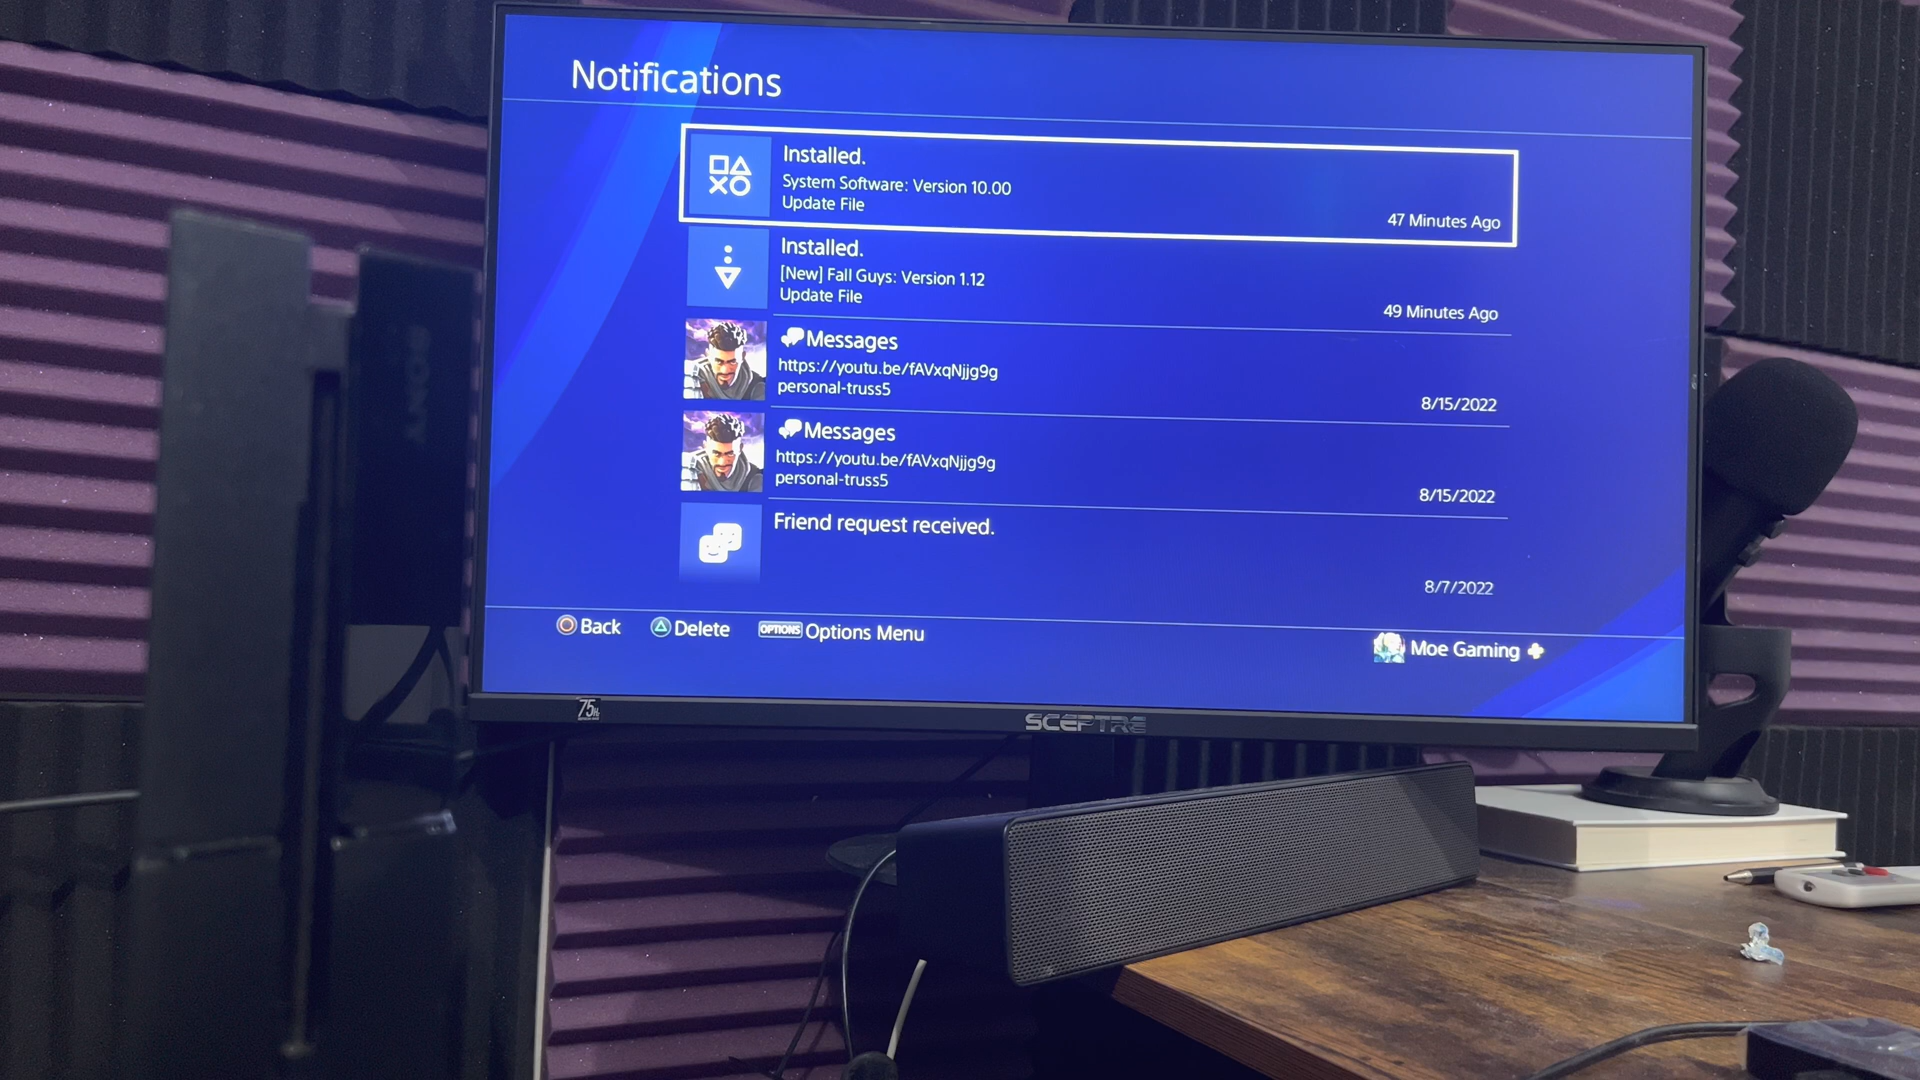 Notifications
Installed.
System Software: Version 10.00
Update File
47 Minutes Ago
Installed.
[New] Fall Guys: Version 1.12
Update File
49 Minutes Ago
Messages
https://youtu.be/fAVxqNjjg9g
personal-truss5
8/15/2022
Messages
https://youtu.be/fAVxqNjjg9g
personal-truss5
8/15/2022
Friend request received.
8/7/2022
Back
Delete
OPTIONS Options Menu
Moe Gaming
75Hz
SCEPTRE
SONY